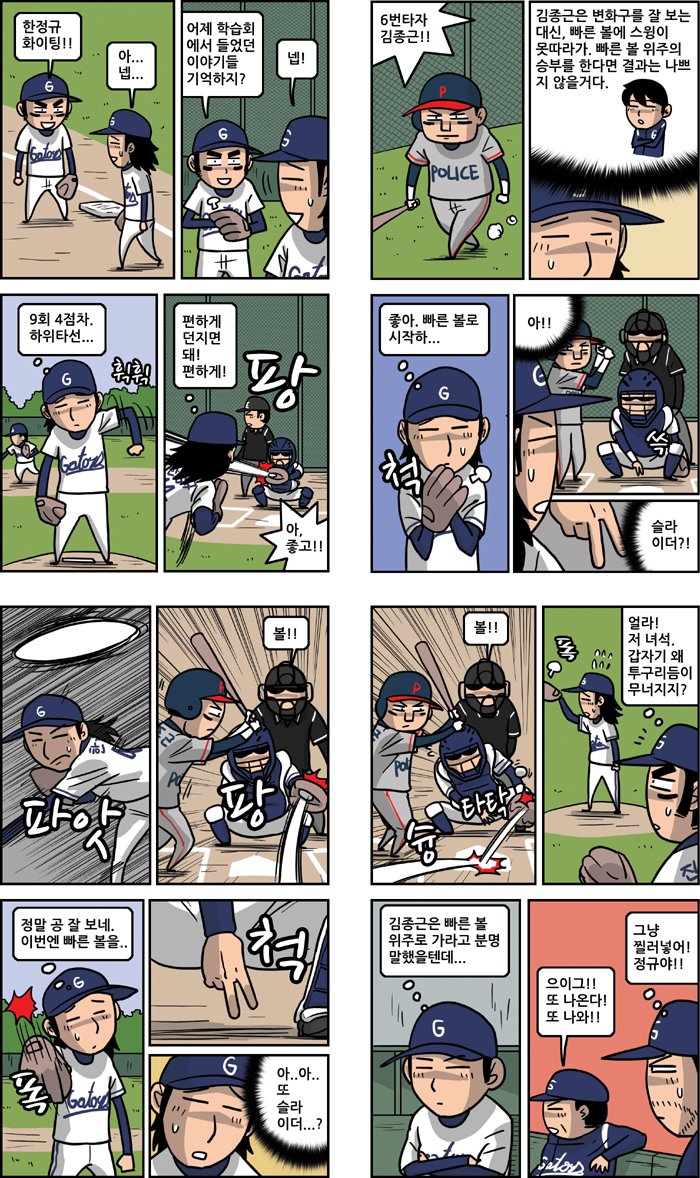 한정규
화이팅!!
아...
넵...
G
Gators
G
어제 학습회
에서 들었던
이야기들
기억하지?
넵!
G
Gators
9회 4점차.
하위타선...
휙휙
G
Gators
편하게
던지면
돼!
편하게!
팡
아,
좋고!!
6번타자
김종근!!
P
POLICE
김종근은 변화구를 잘 보는
대신, 빠른 볼에 스윙이
못따라가. 빠른 볼 위주의
승부를 한다면 결과는 나쁘
지 않을거다.
G
좋아. 빠른 볼로
시작하...
G
척
아!!
쓱
슬라
이더?!
G
파앗
볼!!
팡
정말 공 잘 보네.
이번엔 빠른 볼을..
G
Gators
폭
척
G
아..아..
또
슬라
이더...?
볼!!
P
슝
타탁
얼라!
저 녀석.
갑자기 왜
투구리듬이
무너지지?
톡
김종근은 빠른 볼
위주로 가라고 분명
말했을텐데...
G
그냥
찔러넣어!
정규야!!
으이그!!
또 나온다!
또 나와!!
Gators